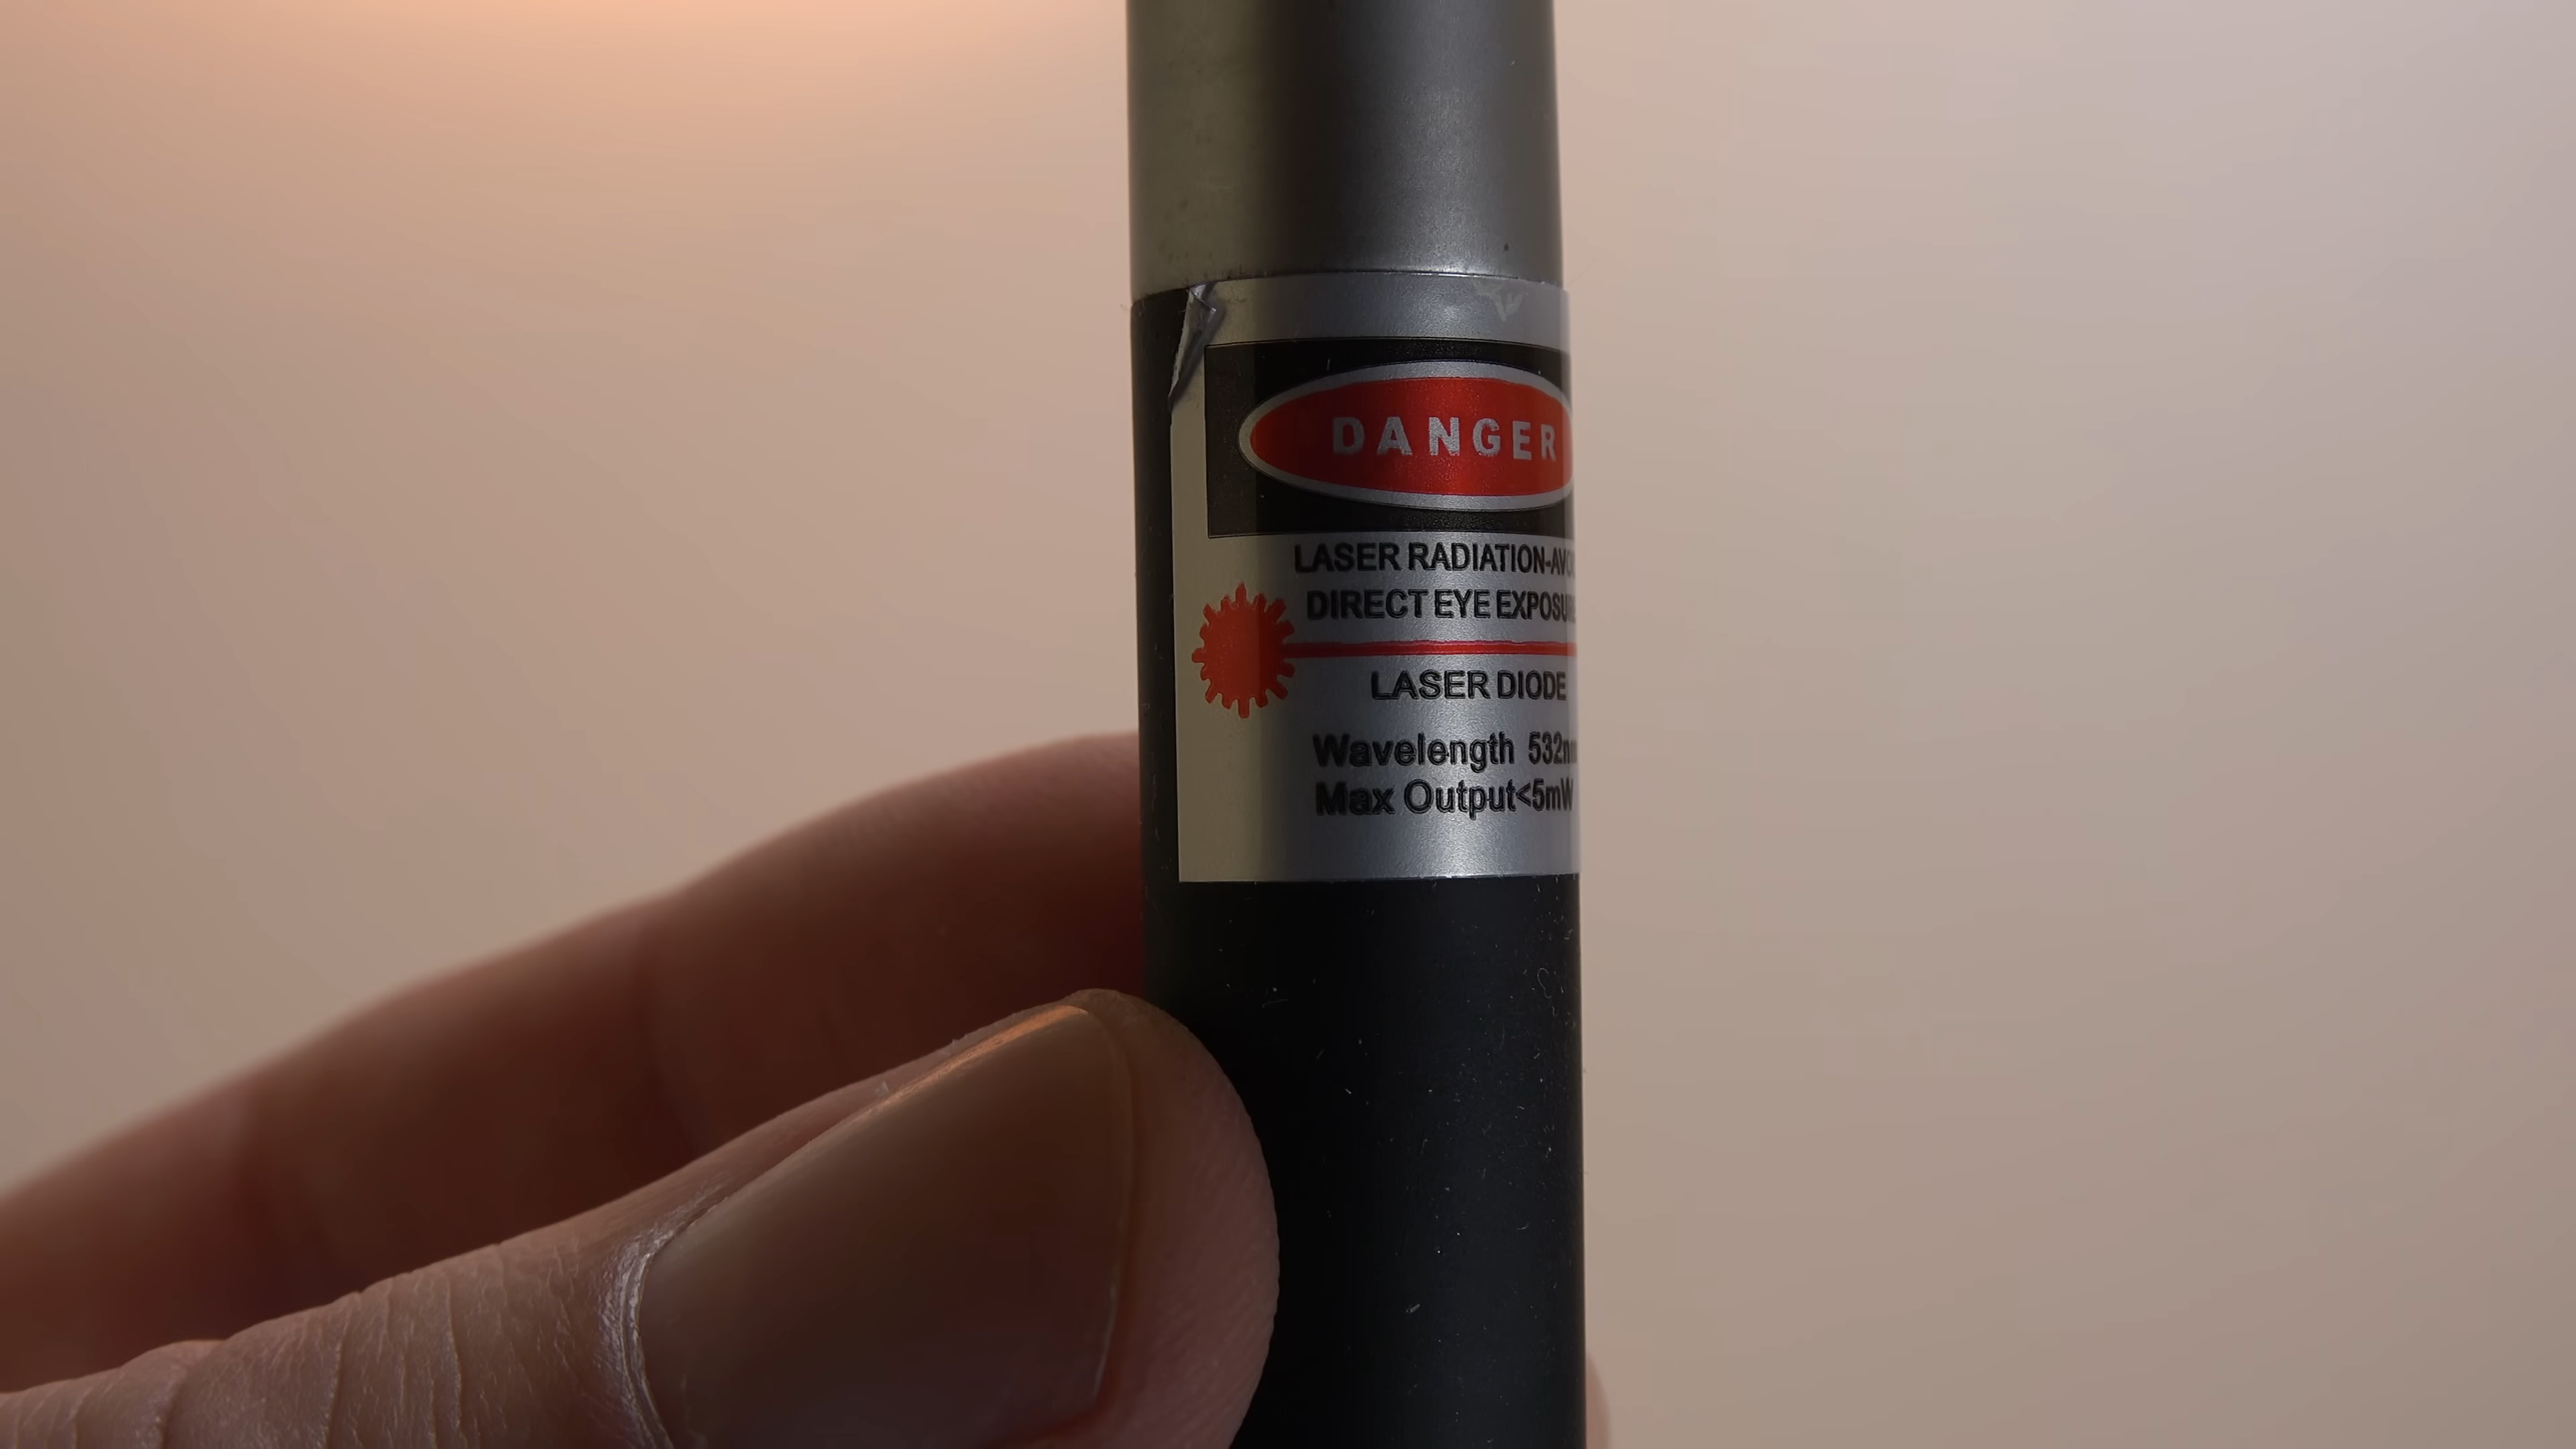 DANGER
LASER RADIATION-AVO
DIRECT EYE EXPOSU
LASER DIODE
Wavelength 532n
Max Output<5mW